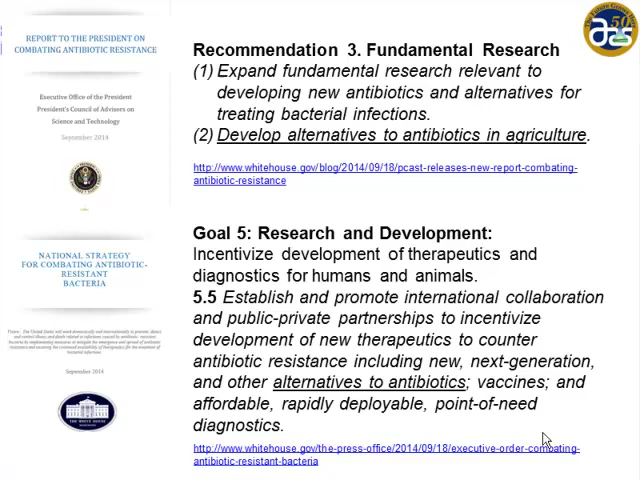 REPORT TO THE PRESIDENT ON
COMBATING ANTIBIOTIC RESISTANCE
Executive Office of the President
President's Council of Advisors on
Science and Technology
September 2014
NATIONAL STRATEGY
FOR COMBATING ANTIBIOTIC-
RESISTANT
BACTERIA
September 2014
THE WHITE HOUSE
50
Recommendation 3. Fundamental Research
(1) Expand fundamental research relevant to
developing new antibiotics and alternatives for
treating bacterial infections.
(2) Develop alternatives to antibiotics in agriculture.
http://www.whitehouse.gov/blog/2014/09/18/pcast-releases-new-report-combating-
antibiotic-resistance
Goal 5: Research and Development:
Incentivize development of therapeutics and
diagnostics for humans and animals.
5.5 Establish and promote international collaboration
and public-private partnerships to incentivize
development of new therapeutics to counter
antibiotic resistance including new, next-generation,
and other alternatives to antibiotics; vaccines; and
affordable, rapidly deployable, point-of-need
diagnostics.
http://www.whitehouse.gov/the-press-office/2014/09/18/executive-order-combating-
antibiotic-resistant-bacteria